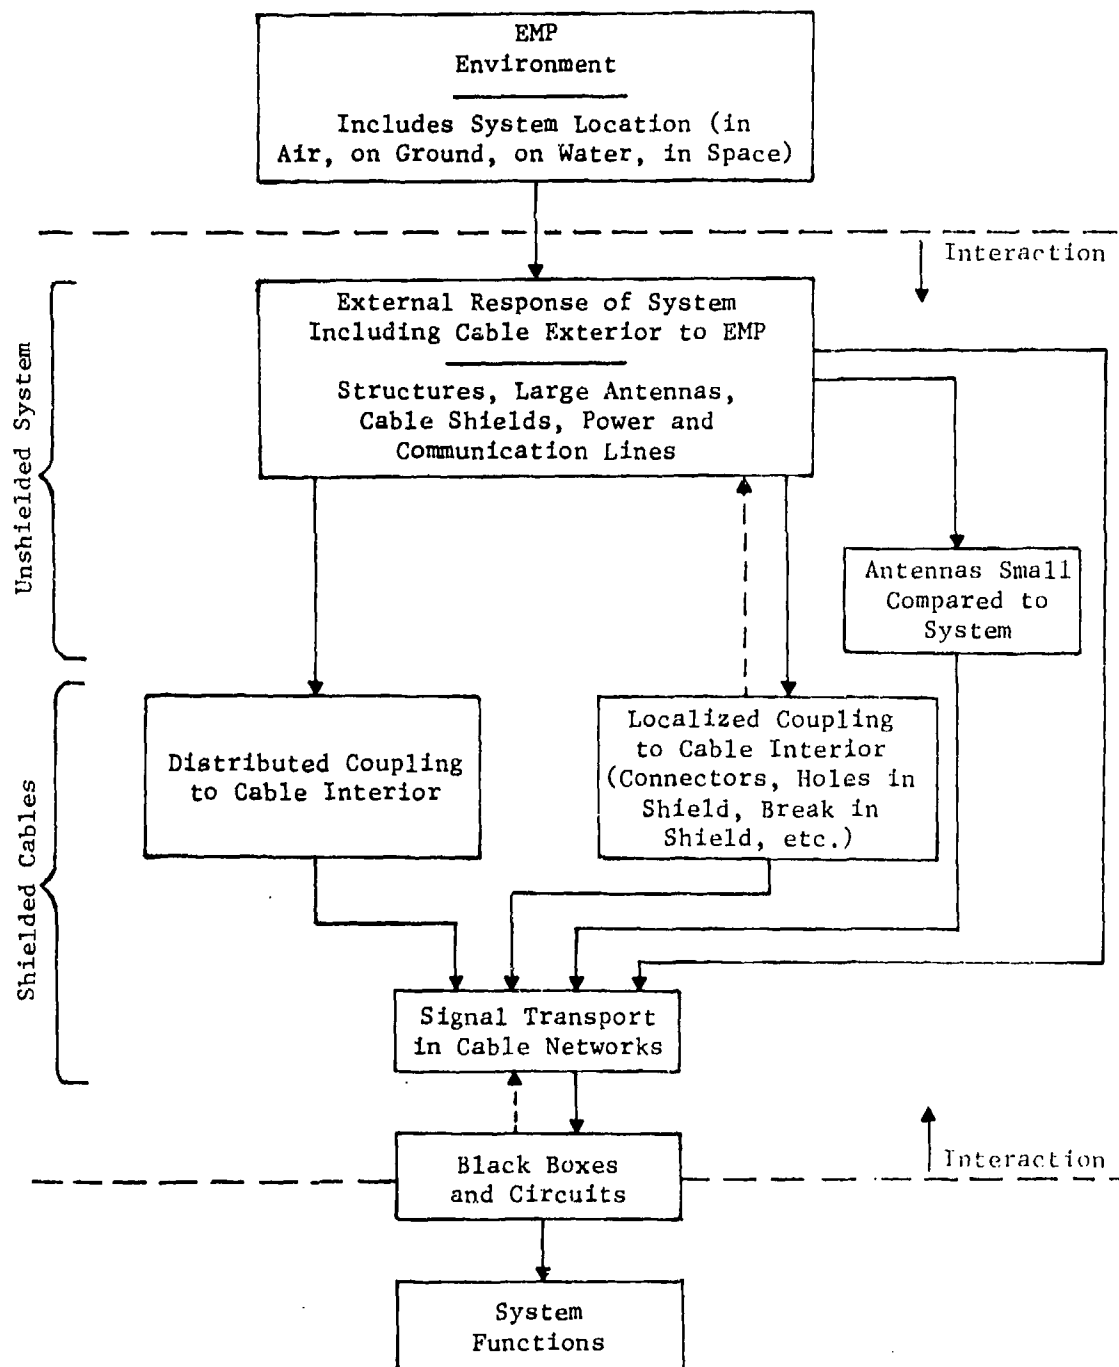 EMP
Environment
Includes System Location (in
Air, on Ground, on Water, in Space)
Interaction
External Response of System
Including Cable Exterior to EMP
Structures, Large Antennas,
Cable Shields, Power and
Communication Lines
Unshielded System
Antennas Small
Compared to
System
Distributed Coupling
to Cable Interior
Localized Coupling
to Cable Interior
(Connectors, Holes in
Shield, Break in
Shield, etc.)
Shielded Cables
Signal Transport
in Cable Networks
Black Boxes
and Circuits
Interaction
System
Functions